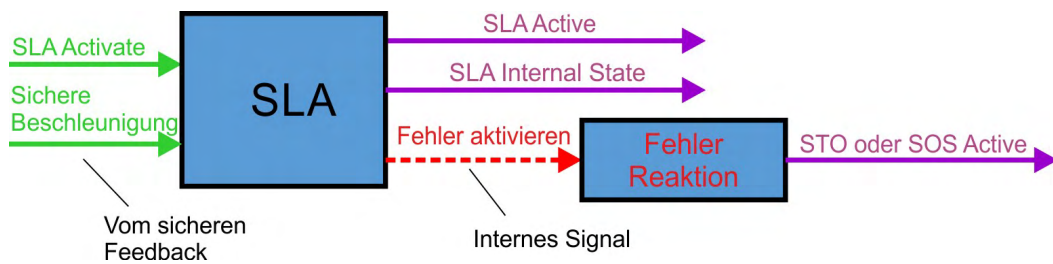 SLA Activate
Sichere
Beschleunigung
Vom sicheren
Feedback
SLA
SLA Active
SLA Internal State
Fehler aktivieren
Internes Signal
Fehler
Reaktion
STO oder SOS Active